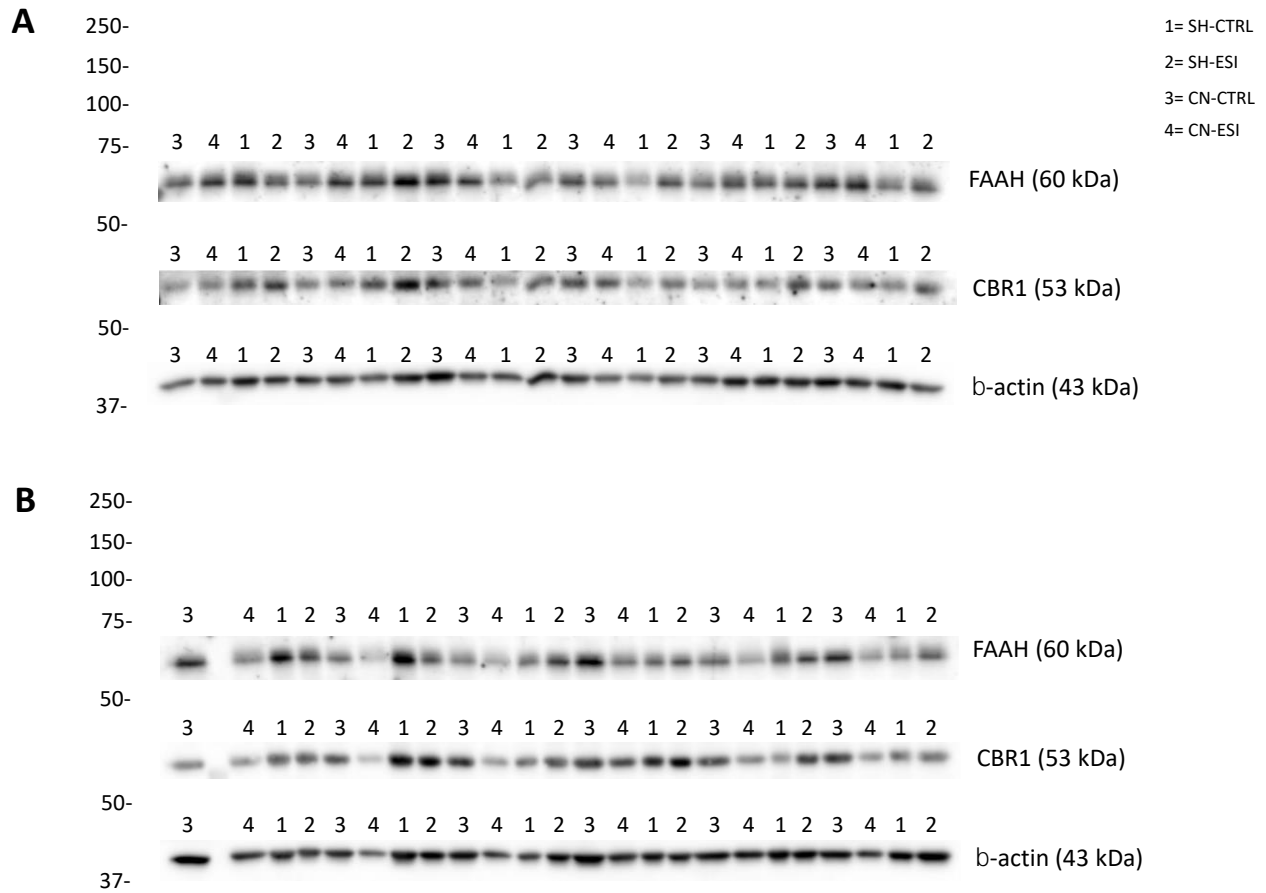 A
250-
150-
100-
75-
1= SH-CTRL
2= SH-ESI
3= CN-CTRL
4= CN-ESI
3 4 1 2 3 4 1 2 3 4 1 2 3 4 1 2 3 4 1 2 3 4 1 2
FAAH (60 kDa)
50-
3 4 1 2 3 4 1 2 3 4 1 2 3 4 1 2 3 4 1 2 3 4 1 2
CBR1 (53 kDa)
50-
3 4 1 2 3 4 1 2 3 4 1 2 3 4 1 2 3 4 1 2 3 4 1 2
b-actin (43 kDa)
37-
B
250-
150-
100-
75-
3 4 1 2 3 4 1 2 3 4 1 2 3 4 1 2 3 4 1 2 3 4 1 2
FAAH (60 kDa)
50-
3 4 1 2 3 4 1 2 3 4 1 2 3 4 1 2 3 4 1 2 3 4 1 2
CBR1 (53 kDa)
50-
3 4 1 2 3 4 1 2 3 4 1 2 3 4 1 2 3 4 1 2 3 4 1 2
b-actin (43 kDa)
37-